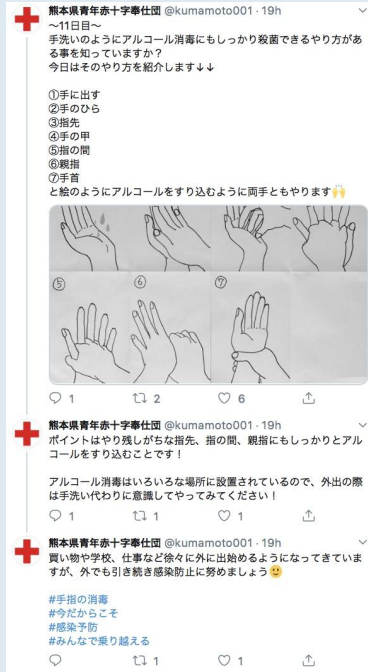 熊本県青年赤十字奉仕団 @kumamoto001・19h
〜11日目〜
手洗いのようにアルコール消毒にもしっかり殺菌できるやり方があ
る事を知っていますか？
今日はそのやり方を紹介します↓↓
①手に出す
②手のひら
③指先
④手の甲
⑤指の間
⑥親指
⑦手首
と絵のようにアルコールをすり込むように両手ともやります🙌
⑤ ⑥ ⑦
1 2 6
熊本県青年赤十字奉仕団 @kumamoto001・19h
ポイントはやり残しがちな指先、指の間、親指にもしっかりとアル
コールをすり込むことです！
アルコール消毒はいろいろな場所に設置されているので、外出の際
は手洗い代わりに意識してやってみてください！
1 1 1
熊本県青年赤十字奉仕団 @kumamoto001・19h
買い物や学校、仕事など徐々に外に出始めるようになってきていま
すが、外でも引き続き感染防止に努めましょう🙂
#手指の消毒
#今だからこそ
#感染予防
#みんなで乗り越える
1 1